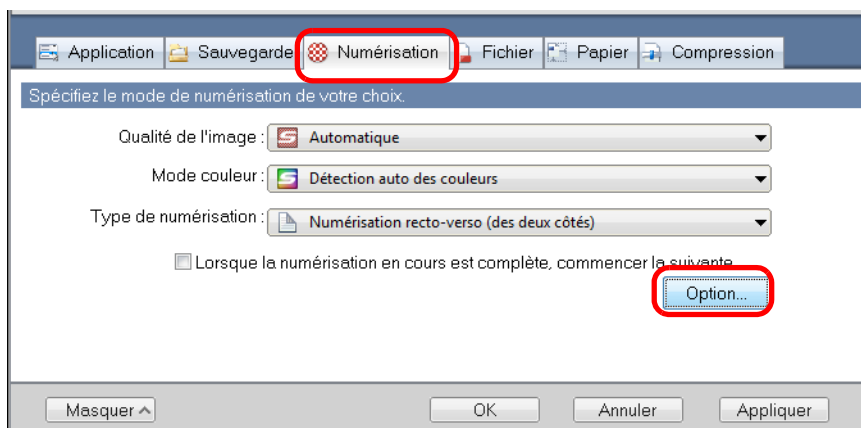 Application Sauvegarde Numérisation Fichier Papier Compression
Spécifiez le mode de numérisation de votre choix.
Qualité de l'image : Automatique
Mode couleur : Détection auto des couleurs
Type de numérisation : Numérisation recto-verso (des deux côtés)
Lorsque la numérisation en cours est complète, commencer la suivante
Option...
Masquer OK Annuler Appliquer